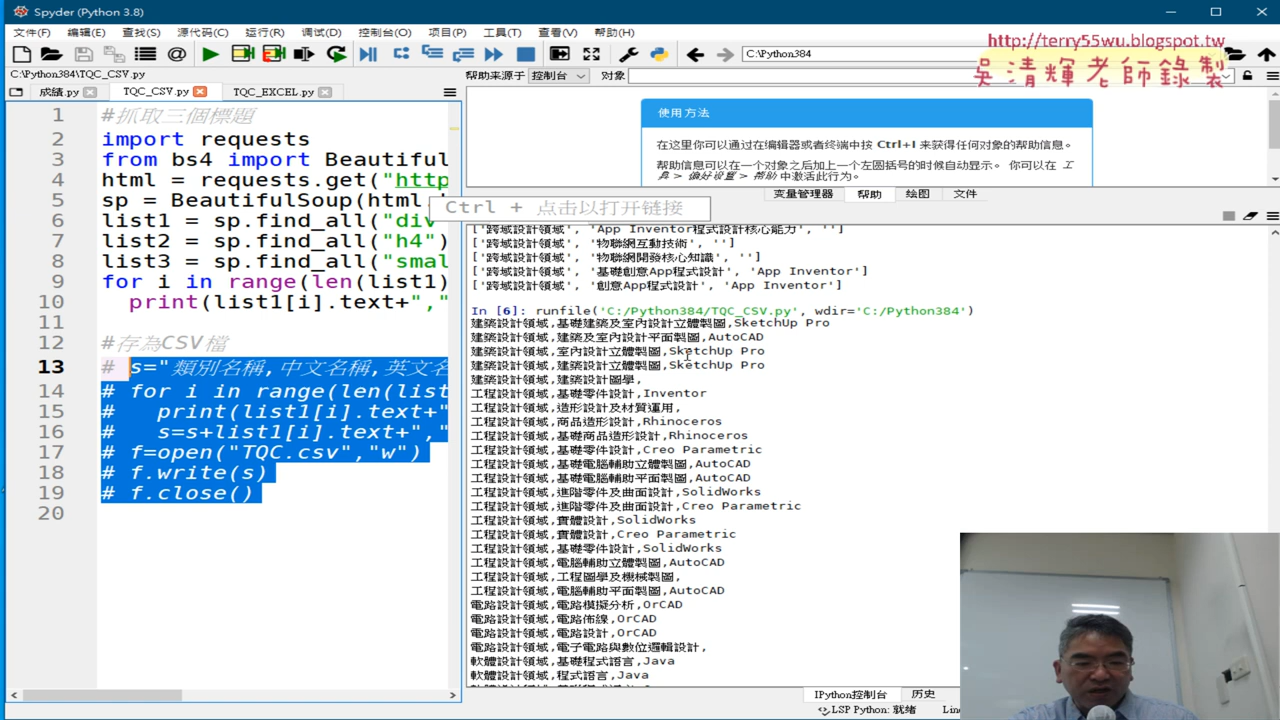 Spyder (Python 3.8)
文件(F) 编辑(E) 查找(S) 源代码(C) 运行(R) 调试(D) 控制台(O) 项目(P) 工具(T) 查看(V) 帮助(H)
http://terry55wu.blogspot.tw
吳清輝老師錄製
C:\Python384
C:\Python384\TQC_CSV.py
帮助来源于 控制台 对象
成績.py TQC_CSV.py TQC_EXCEL.py
1 #抓取三個標題
2 import requests
3 from bs4 import Beautiful
4 html = requests.get("http
5 sp = BeautifulSoup(html
6 list1 = sp.find_all("div
7 list2 = sp.find_all("h4")
8 list3 = sp.find_all("smal
9 for i in range(len(list1)
10 print(list1[i].text+","
11
12 #存為CSV檔
13 # s="類別名稱,中文名稱,英文名
14 # for i in range(len(list
15 # print(list1[i].text+"
16 # s=s+list1[i].text+","
17 # f=open("TQC.csv","w")
18 # f.write(s)
19 # f.close()
20
Ctrl + 点击以打开链接
使用方法
在这里你可以通过在编辑器或者终端中按 Ctrl+I 来获得任何对象的帮助信息。
帮助信息可以在一个对象之后加上一个左圆括号的时候自动显示。 你可以在 工
具 > 偏好设置 > 帮助 中激活此行为。
变量管理器 帮助 绘图 文件
['跨域設計領域', 'App Inventor程式設計核心能力', '']
['跨域設計領域', '物聯網互動技術', '']
['跨域設計領域', '物聯網開發核心知識', '']
['跨域設計領域', '基礎創意App程式設計', 'App Inventor']
['跨域設計領域', '創意App程式設計', 'App Inventor']
In [6]: runfile('C:/Python384/TQC_CSV.py', wdir='C:/Python384')
建築設計領域,基礎建築及室內設計立體製圖,SketchUp Pro
建築設計領域,建築及室內設計平面製圖,AutoCAD
建築設計領域,室內設計立體製圖,SketchUp Pro
建築設計領域,建築設計立體製圖,SketchUp Pro
建築設計領域,建築設計圖學,
工程設計領域,基礎零件設計,Inventor
工程設計領域,造形設計及材質運用,
工程設計領域,商品造形設計,Rhinoceros
工程設計領域,基礎商品造形設計,Rhinoceros
工程設計領域,基礎零件設計,Creo Parametric
工程設計領域,基礎電腦輔助立體製圖,AutoCAD
工程設計領域,基礎電腦輔助平面製圖,AutoCAD
工程設計領域,進階零件及曲面設計,SolidWorks
工程設計領域,進階零件及曲面設計,Creo Parametric
工程設計領域,實體設計,SolidWorks
工程設計領域,實體設計,Creo Parametric
工程設計領域,基礎零件設計,SolidWorks
工程設計領域,電腦輔助立體製圖,AutoCAD
工程設計領域,工程圖學及機械製圖,
工程設計領域,電腦輔助平面製圖,AutoCAD
電路設計領域,電路模擬分析,OrCAD
電路設計領域,電路佈線,OrCAD
電路設計領域,電路設計,OrCAD
電路設計領域,電子電路與數位邏輯設計,
軟體設計領域,基礎程式語言,Java
軟體設計領域,程式語言,Java
IPython控制台 历史
LSP Python: 就绪 Lin